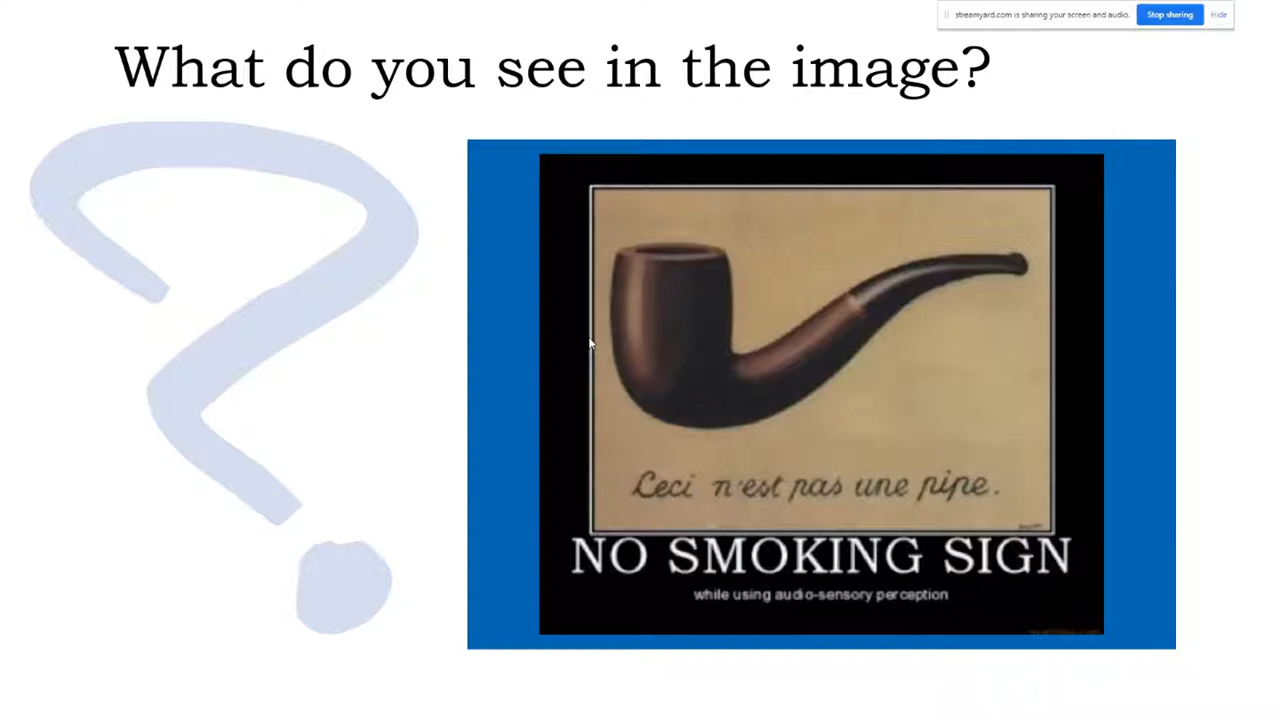 streamyard.com is sharing your screen and audio.
Stop sharing
Hide
What do you see in the image?
Ceci n'est pas une pipe.
NO SMOKING SIGN
while using audio-sensory perception